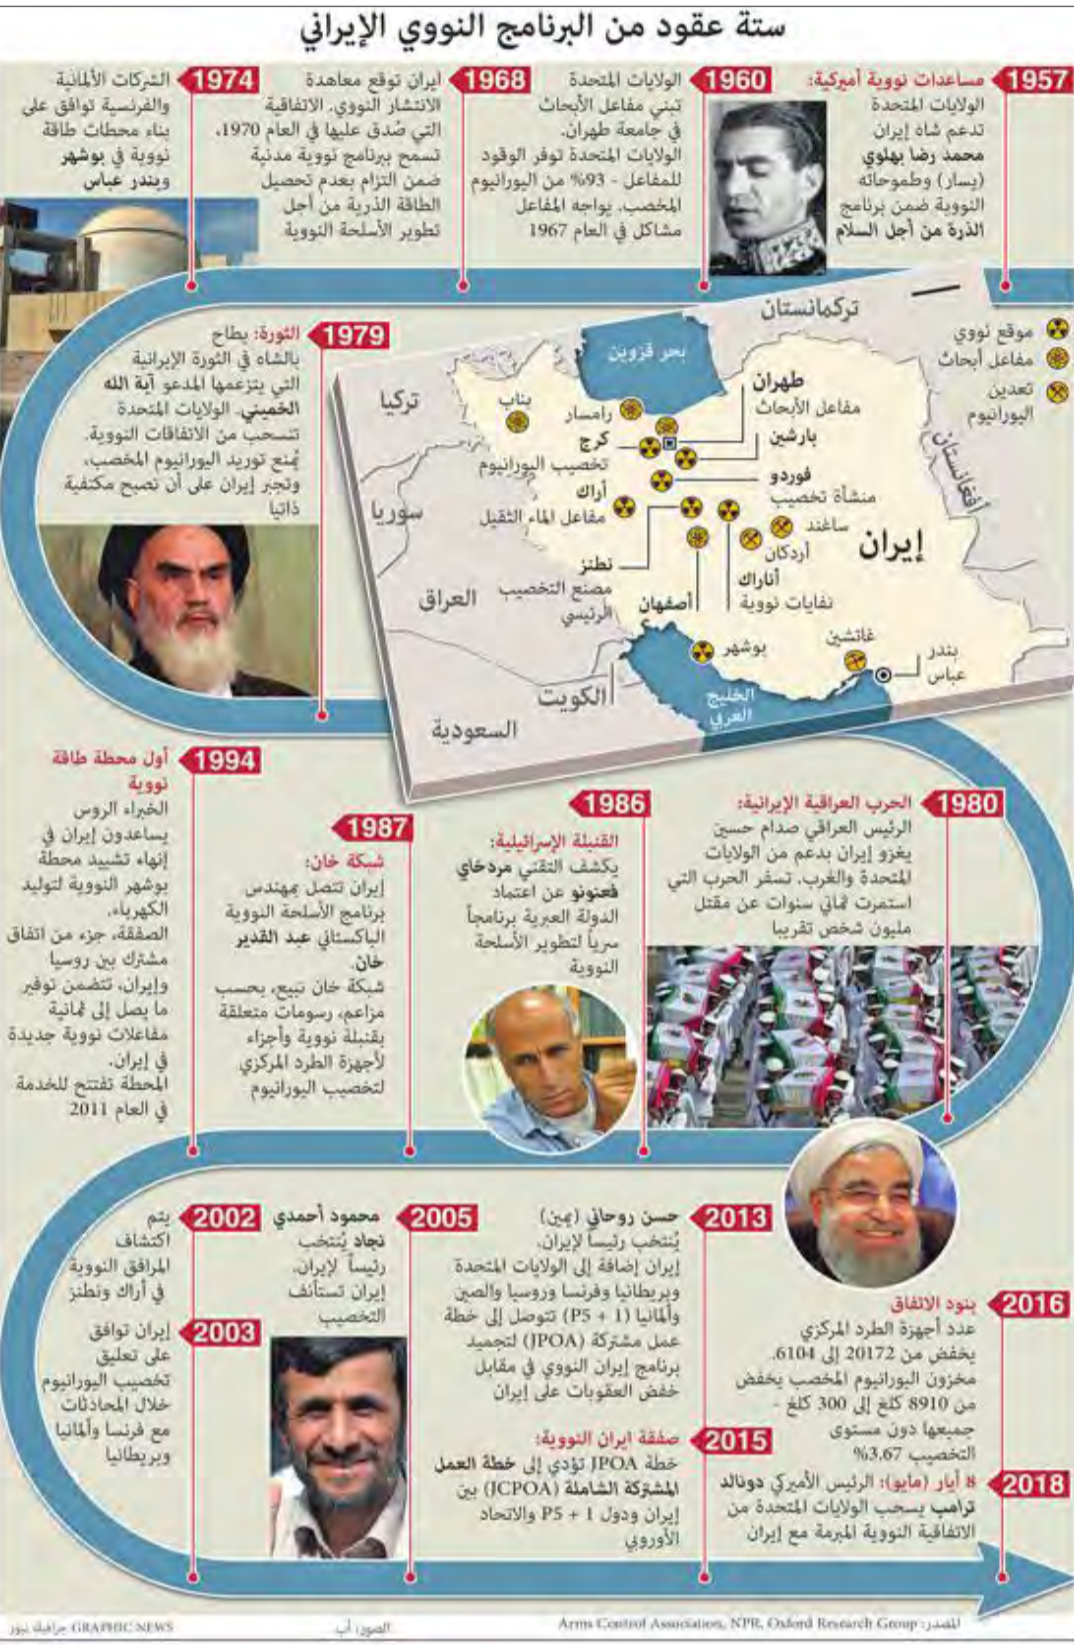 ستة عقود من البرنامج النووي الإيراني
1957
مساعدات نووية أميركية:
الولايات المتحدة
تدعم شاه إيران
محمد رضا بهلوي
(يسار) وطموحاته
النووية ضمن برنامج
الذرة من أجل السلام
1960
الولايات المتحدة
تبني مفاعل الأبحاث
في جامعة طهران.
الولايات المتحدة توفر الوقود
للمفاعل - 93% من اليورانيوم
المخصب. يواجه المفاعل
مشاكل في العام 1967
1968
ايران توقع معاهدة
الانتشار النووي. الاتفاقية
التي صُدق عليها في العام 1970،
تسمح ببرنامج نووية مدنية
ضمن التزام بعدم تحصيل
الطاقة الذرية من أجل
تطوير الأسلحة النووية
1974
الشركات الألمانية
والفرنسية توافق على
بناء محطات طاقة
نووية في بوشهر
وبندر عباس
1979
الثورة: يطاح
بالشاه في الثورة الإيرانية
التي يتزعمها المدعو آية الله
الخميني. الولايات المتحدة
تنسحب من الاتفاقات النووية.
يُمنع توريد اليورانيوم المخصب،
وتجبر إيران على أن تصبح مكتفية
ذاتيا
موقع نووي
مفاعل أبحاث
تعدين
اليورانيوم
تركمانستان
بحر قزوين
تركيا
بناب
رامسار
طهران
مفاعل الأبحاث
كرج
تخصيب اليورانيوم
بارشين
أفغانستان
فوردو
منشأة تخصيب
أراك
مفاعل الماء الثقيل
سوريا
ساغند
أردكان
إيران
نطنز
مصنع التخصيب
الرئيسي
أناراك
نفايات نووية
أصفهان
العراق
بوشهر
غاتشين
بندر
عباس
الكويت
الخليج
العربي
السعودية
1980
الحرب العراقية الإيرانية:
الرئيس العراقي صدام حسين
يغزو إيران بدعم من الولايات
المتحدة والغرب. تسفر الحرب التي
استمرت ثماني سنوات عن مقتل
مليون شخص تقريبا
1986
القنبلة الإسرائيلية:
يكشف التقني مردخاي
فعنونو عن اعتماد
الدولة العبرية برنامجاً
سرياً لتطوير الأسلحة
النووية
1987
شبكة خان:
إيران تتصل بمهندس
برنامج الأسلحة النووية
الباكستاني عبد القدير
خان.
شبكة خان تبيع، بحسب
مزاعم، رسومات متعلقة
بقنبلة نووية وأجزاء
لأجهزة الطرد المركزي
لتخصيب اليورانيوم
1994
أول محطة طاقة
نووية
الخبراء الروس
يساعدون إيران في
إنهاء تشييد محطة
بوشهر النووية لتوليد
الكهرباء.
الصفقة، جزء من اتفاق
مشترك بين روسيا
وإيران، تتضمن توفير
ما يصل إلى ثمانية
مفاعلات نووية جديدة
في إيران.
المحطة تفتتح للخدمة
في العام 2011
2002
يتم
اكتشاف
المرافق النووية
في أراك ونطنز
2003
إيران توافق
على تعليق
تخصيب اليورانيوم
خلال المحادثات
مع فرنسا وألمانيا
وبريطانيا
2005
محمود أحمدي
نجاد يُنتخب
رئيساً لإيران.
إيران تستأنف
التخصيب
2013
حسن روحاني (يمين)
يُنتخب رئيساً لإيران.
إيران إضافة إلى الولايات المتحدة
وبريطانيا وفرنسا وروسيا والصين
وألمانيا (P5 + 1) تتوصل إلى خطة
عمل مشتركة (JPOA) لتجميد
برنامج إيران النووي في مقابل
خفض العقوبات على إيران
2015
صفقة ايران النووية:
خطة JPOA تؤدي إلى خطة العمل
المشتركة الشاملة (JCPOA) بين
إيران ودول P5 + 1 والاتحاد
الأوروبي
2016
بنود الاتفاق
عدد أجهزة الطرد المركزي
يخفض من 20172 إلى 6104.
مخزون اليورانيوم المخصب يخفض
من 8910 كلغ إلى 300 كلغ -
جميعها دون مستوى
التخصيب 3.67%
2018
8 أيار (مايو): الرئيس الأميركي دونالد
ترامب يسحب الولايات المتحدة من
الاتفاقية النووية المبرمة مع إيران
المصدر: Arms Control Association, NPR, Oxford Research Group
الصور: أب
GRAPHIC NEWS جرافيك نيوز